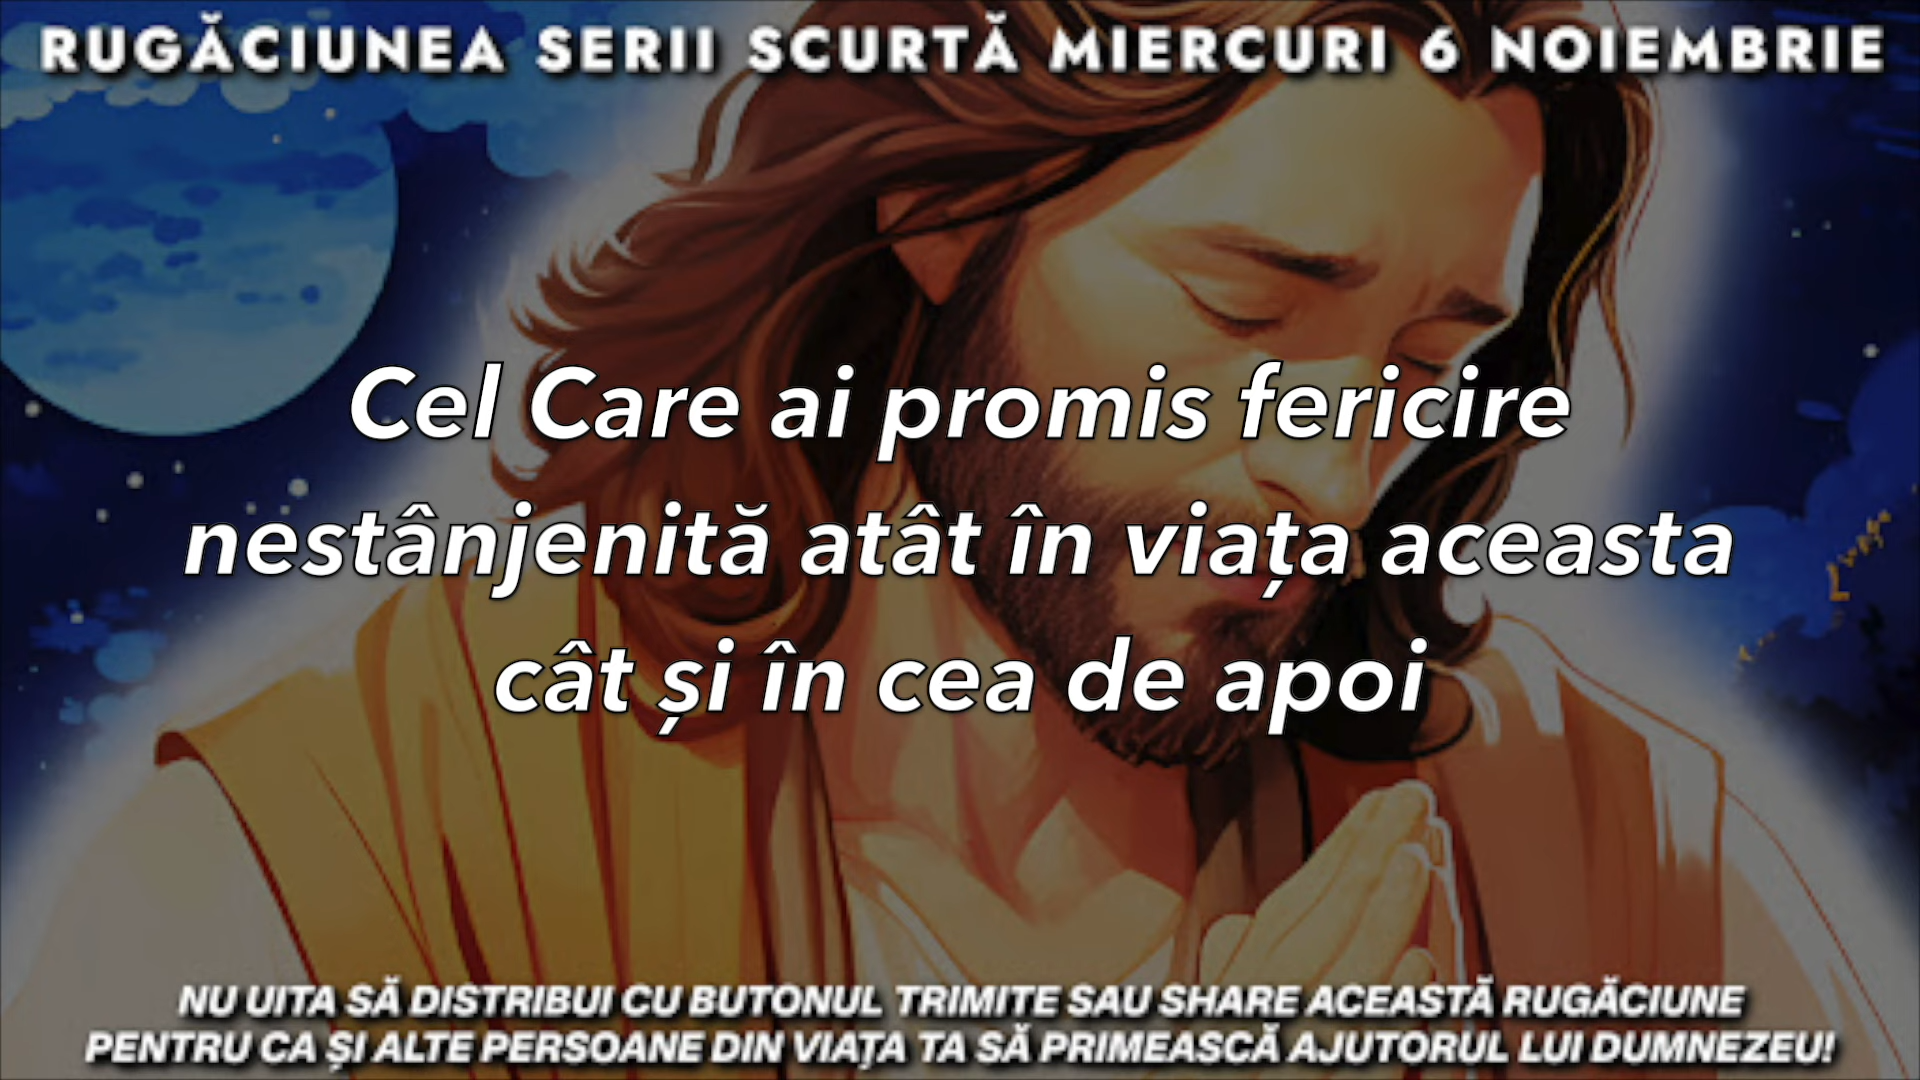 RUGĂCIUNEA SERII SCURTĂ MIERCURI 6 NOIEMBRIE
Cel Care ai promis fericire
nestânjenită atât în viața aceasta
cât și în cea de apoi
NU UITA SĂ DISTRIBUI CU BUTONUL TRIMITE SAU SHARE ACEASTĂ RUGĂCIUNE
PENTRU CA ȘI ALTE PERSOANE DIN VIAȚA TA SĂ PRIMEASCĂ AJUTORUL LUI DUMNEZEU!